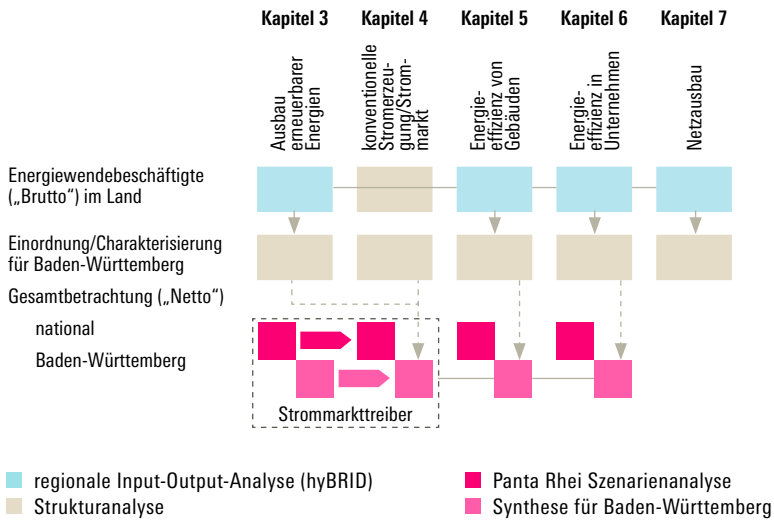 Kapitel 3
Kapitel 4
Kapitel 5
Kapitel 6
Kapitel 7
Ausbau
erneuerbarer
Energien
konventionelle
Stromerzeu-
gung/Strom-
markt
Energie-
effizienz von
Gebäuden
Energie-
effizienz in
Unternehmen
Netzausbau
Energiewendebeschäftigte
(„Brutto“) im Land
Einordnung/Charakterisierung
für Baden-Württemberg
Gesamtbetrachtung („Netto“)
national
Baden-Württemberg
Strommarkttreiber
regionale Input-Output-Analyse (hyBRID)
Strukturanalyse
Panta Rhei Szenarienanalyse
Synthese für Baden-Württemberg